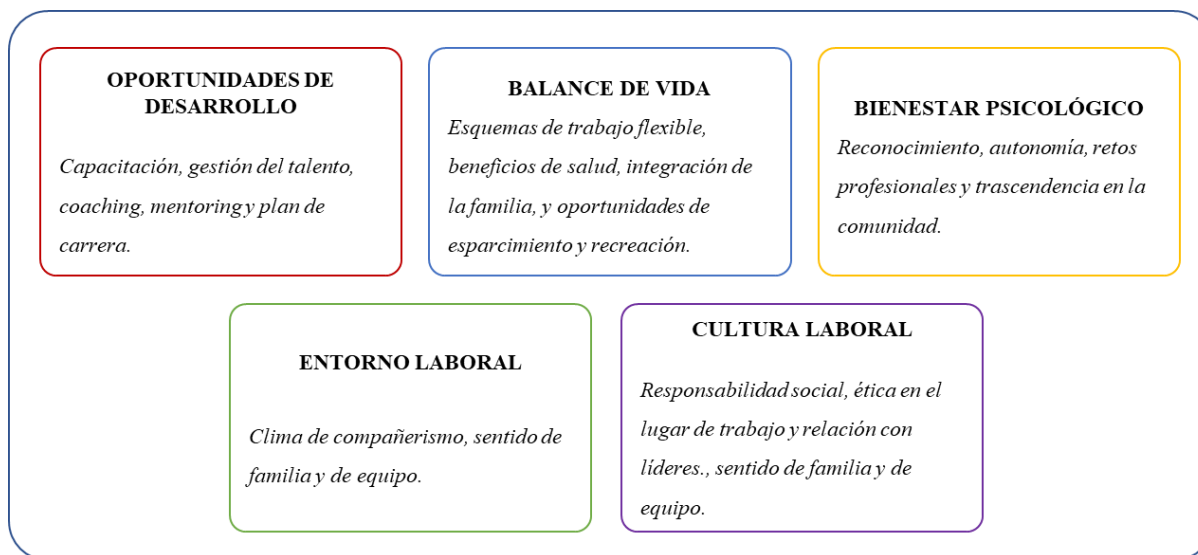 OPORTUNIDADES DE
DESARROLLO
Capacitación, gestión del talento,
coaching, mentoring y plan de
carrera.
BALANCE DE VIDA
Esquemas de trabajo flexible,
beneficios de salud, integración de
la familia, y oportunidades de
esparcimiento y recreación.
BIENESTAR PSICOLÓGICO
Reconocimiento, autonomía, retos
profesionales y trascendencia en la
comunidad.
ENTORNO LABORAL
Clima de compañerismo, sentido de
familia y de equipo.
CULTURA LABORAL
Responsabilidad social, ética en el
lugar de trabajo y relación con
líderes., sentido de familia y de
equipo.